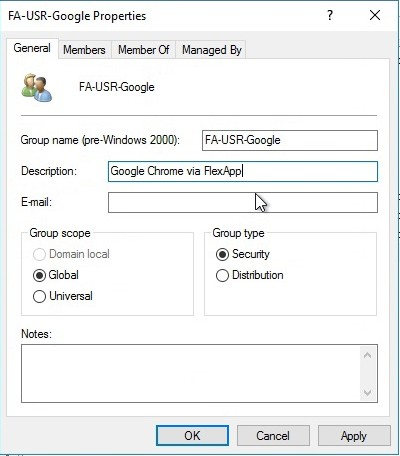 FA-USR-Google Properties
General Members Member Of Managed By
FA-USR-Google
Group name (pre-Windows 2000): FA-USR-Google
Description: Google Chrome via FlexApp
E-mail:
Group scope Group type
Domain local Security
Global Distribution
Universal
Notes:
OK Cancel Apply